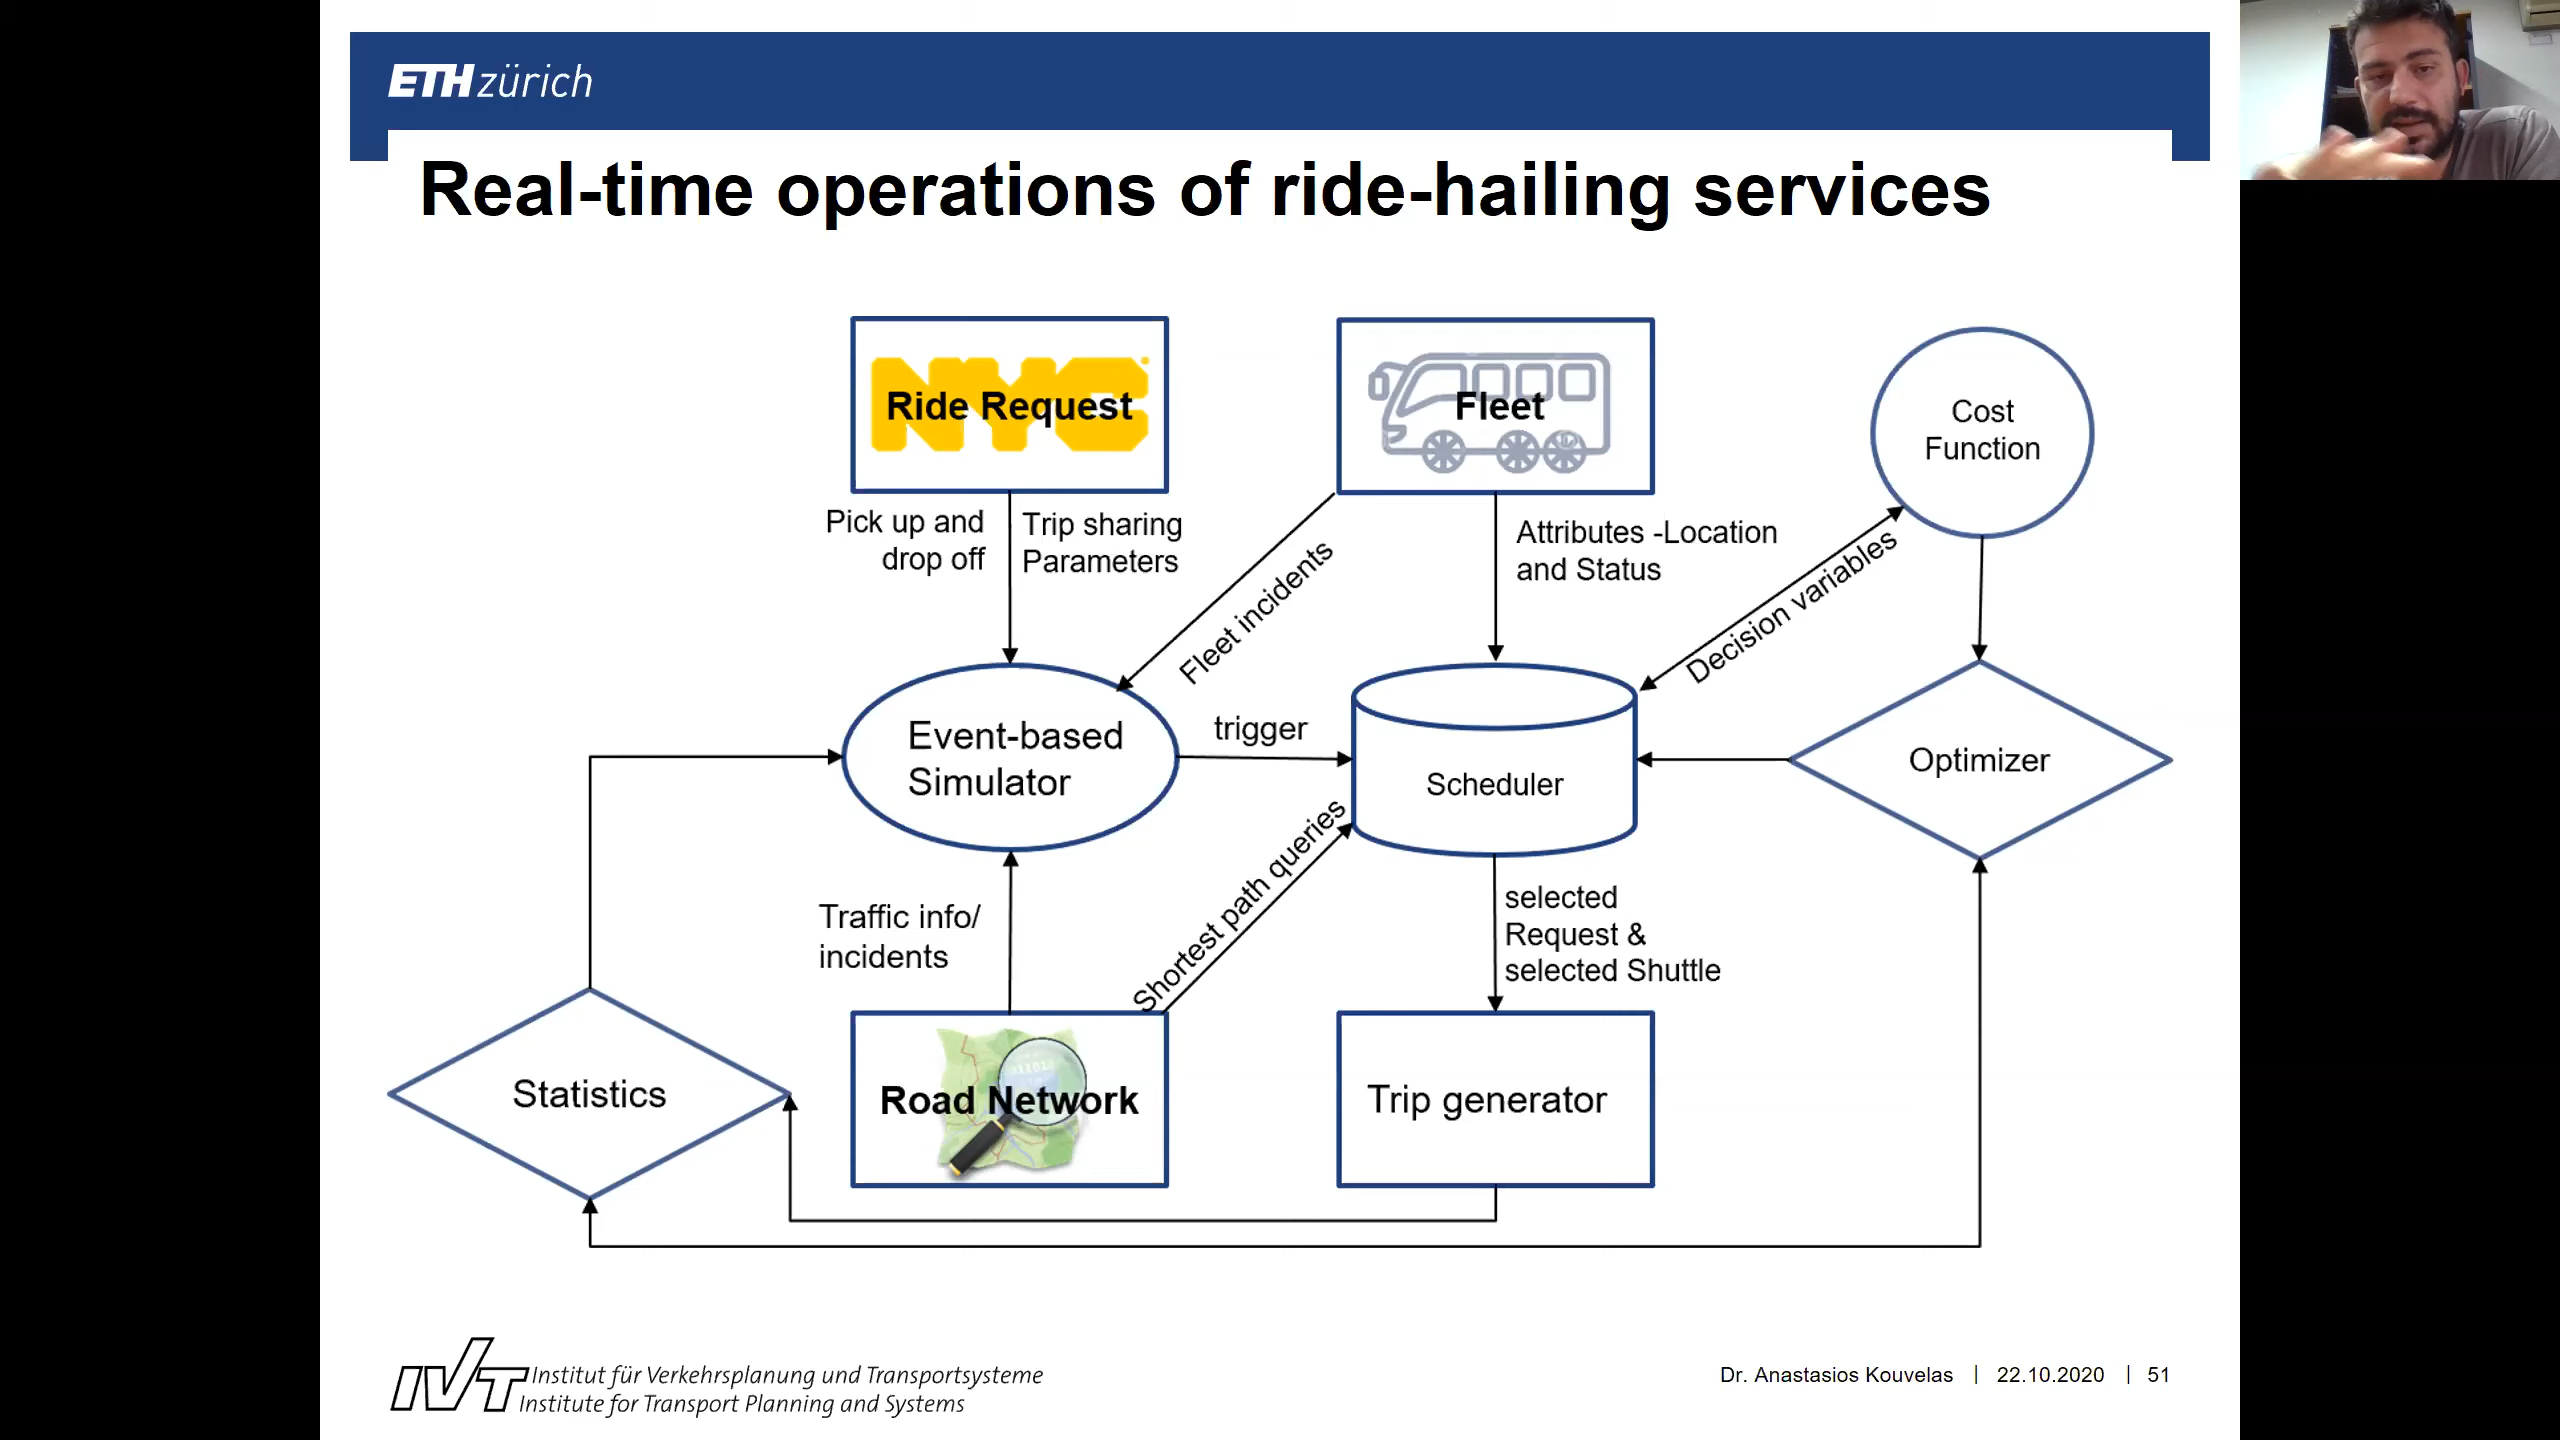 ETH zürich
Real-time operations of ride-hailing services
NYC
Ride Request
Fleet
Cost
Function
Pick up and
drop off
Trip sharing
Parameters
Fleet incidents
Attributes -Location
and Status
Decision variables
Event-based
Simulator
trigger
Scheduler
Optimizer
Traffic info/
incidents
Shortest path queries
selected
Request &
selected Shuttle
Statistics
Road Network
Trip generator
IVT Institut für Verkehrsplanung und Transportsysteme
Institute for Transport Planning and Systems
Dr. Anastasios Kouvelas | 22.10.2020 | 51